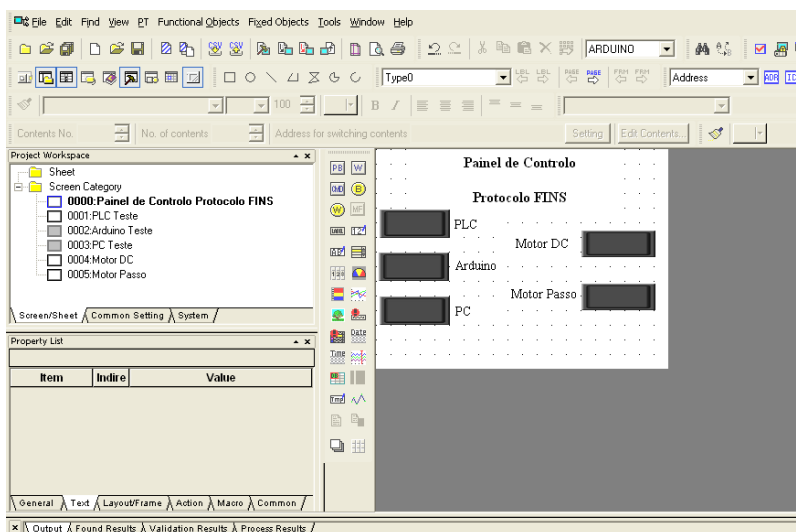 File Edit Find View PT Functional Objects Fixed Objects Tools Window Help
ARDUINO
Type0 Address
100 B I
Contents No. No. of contents Address for switching contents Setting Edit Contents...
Project Workspace
Sheet
Screen Category
0000:Painel de Controlo Protocolo FINS
0001:PLC Teste
0002:Arduino Teste
0003:PC Teste
0004:Motor DC
0005:Motor Passo
Screen/Sheet Common Setting System
Property List
Item Indire Value
General Text Layout/Frame Action Macro Common
Output Found Results Validation Results Process Results
Painel de Controlo
Protocolo FINS
PLC
Motor DC
Arduino
Motor Passo
PC